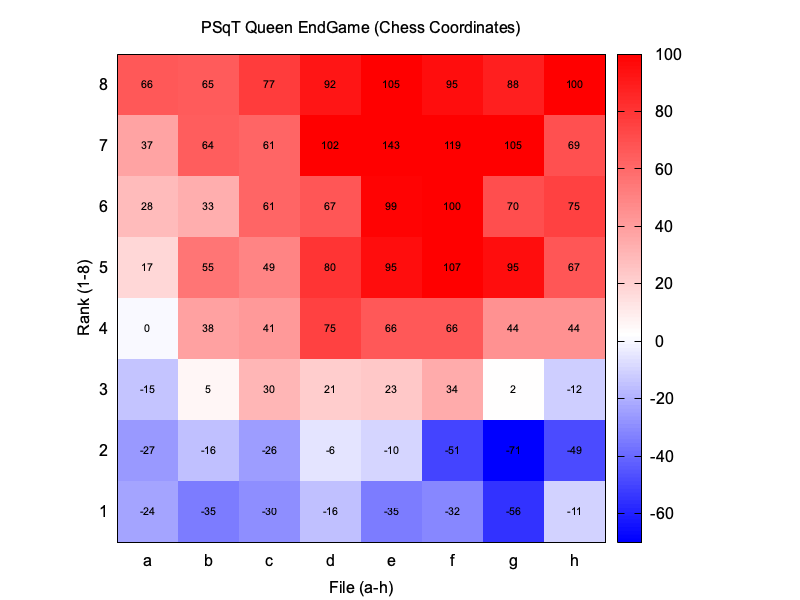 PSqT Queen EndGame (Chess Coordinates)
8 66 65 77 92 105 95 88 100
7 37 64 61 102 143 119 105 69
6 28 33 61 67 99 100 70 75
5 17 55 49 80 95 107 95 67
4 0 38 41 75 66 66 44 44
3 -15 5 30 21 23 34 2 -12
2 -27 -16 -26 -6 -10 -51 -71 -49
1 -24 -35 -30 -16 -35 -32 -56 -11
a b c d e f g h
File (a-h)
Rank (1-8)
100
80
60
40
20
0
-20
-40
-60